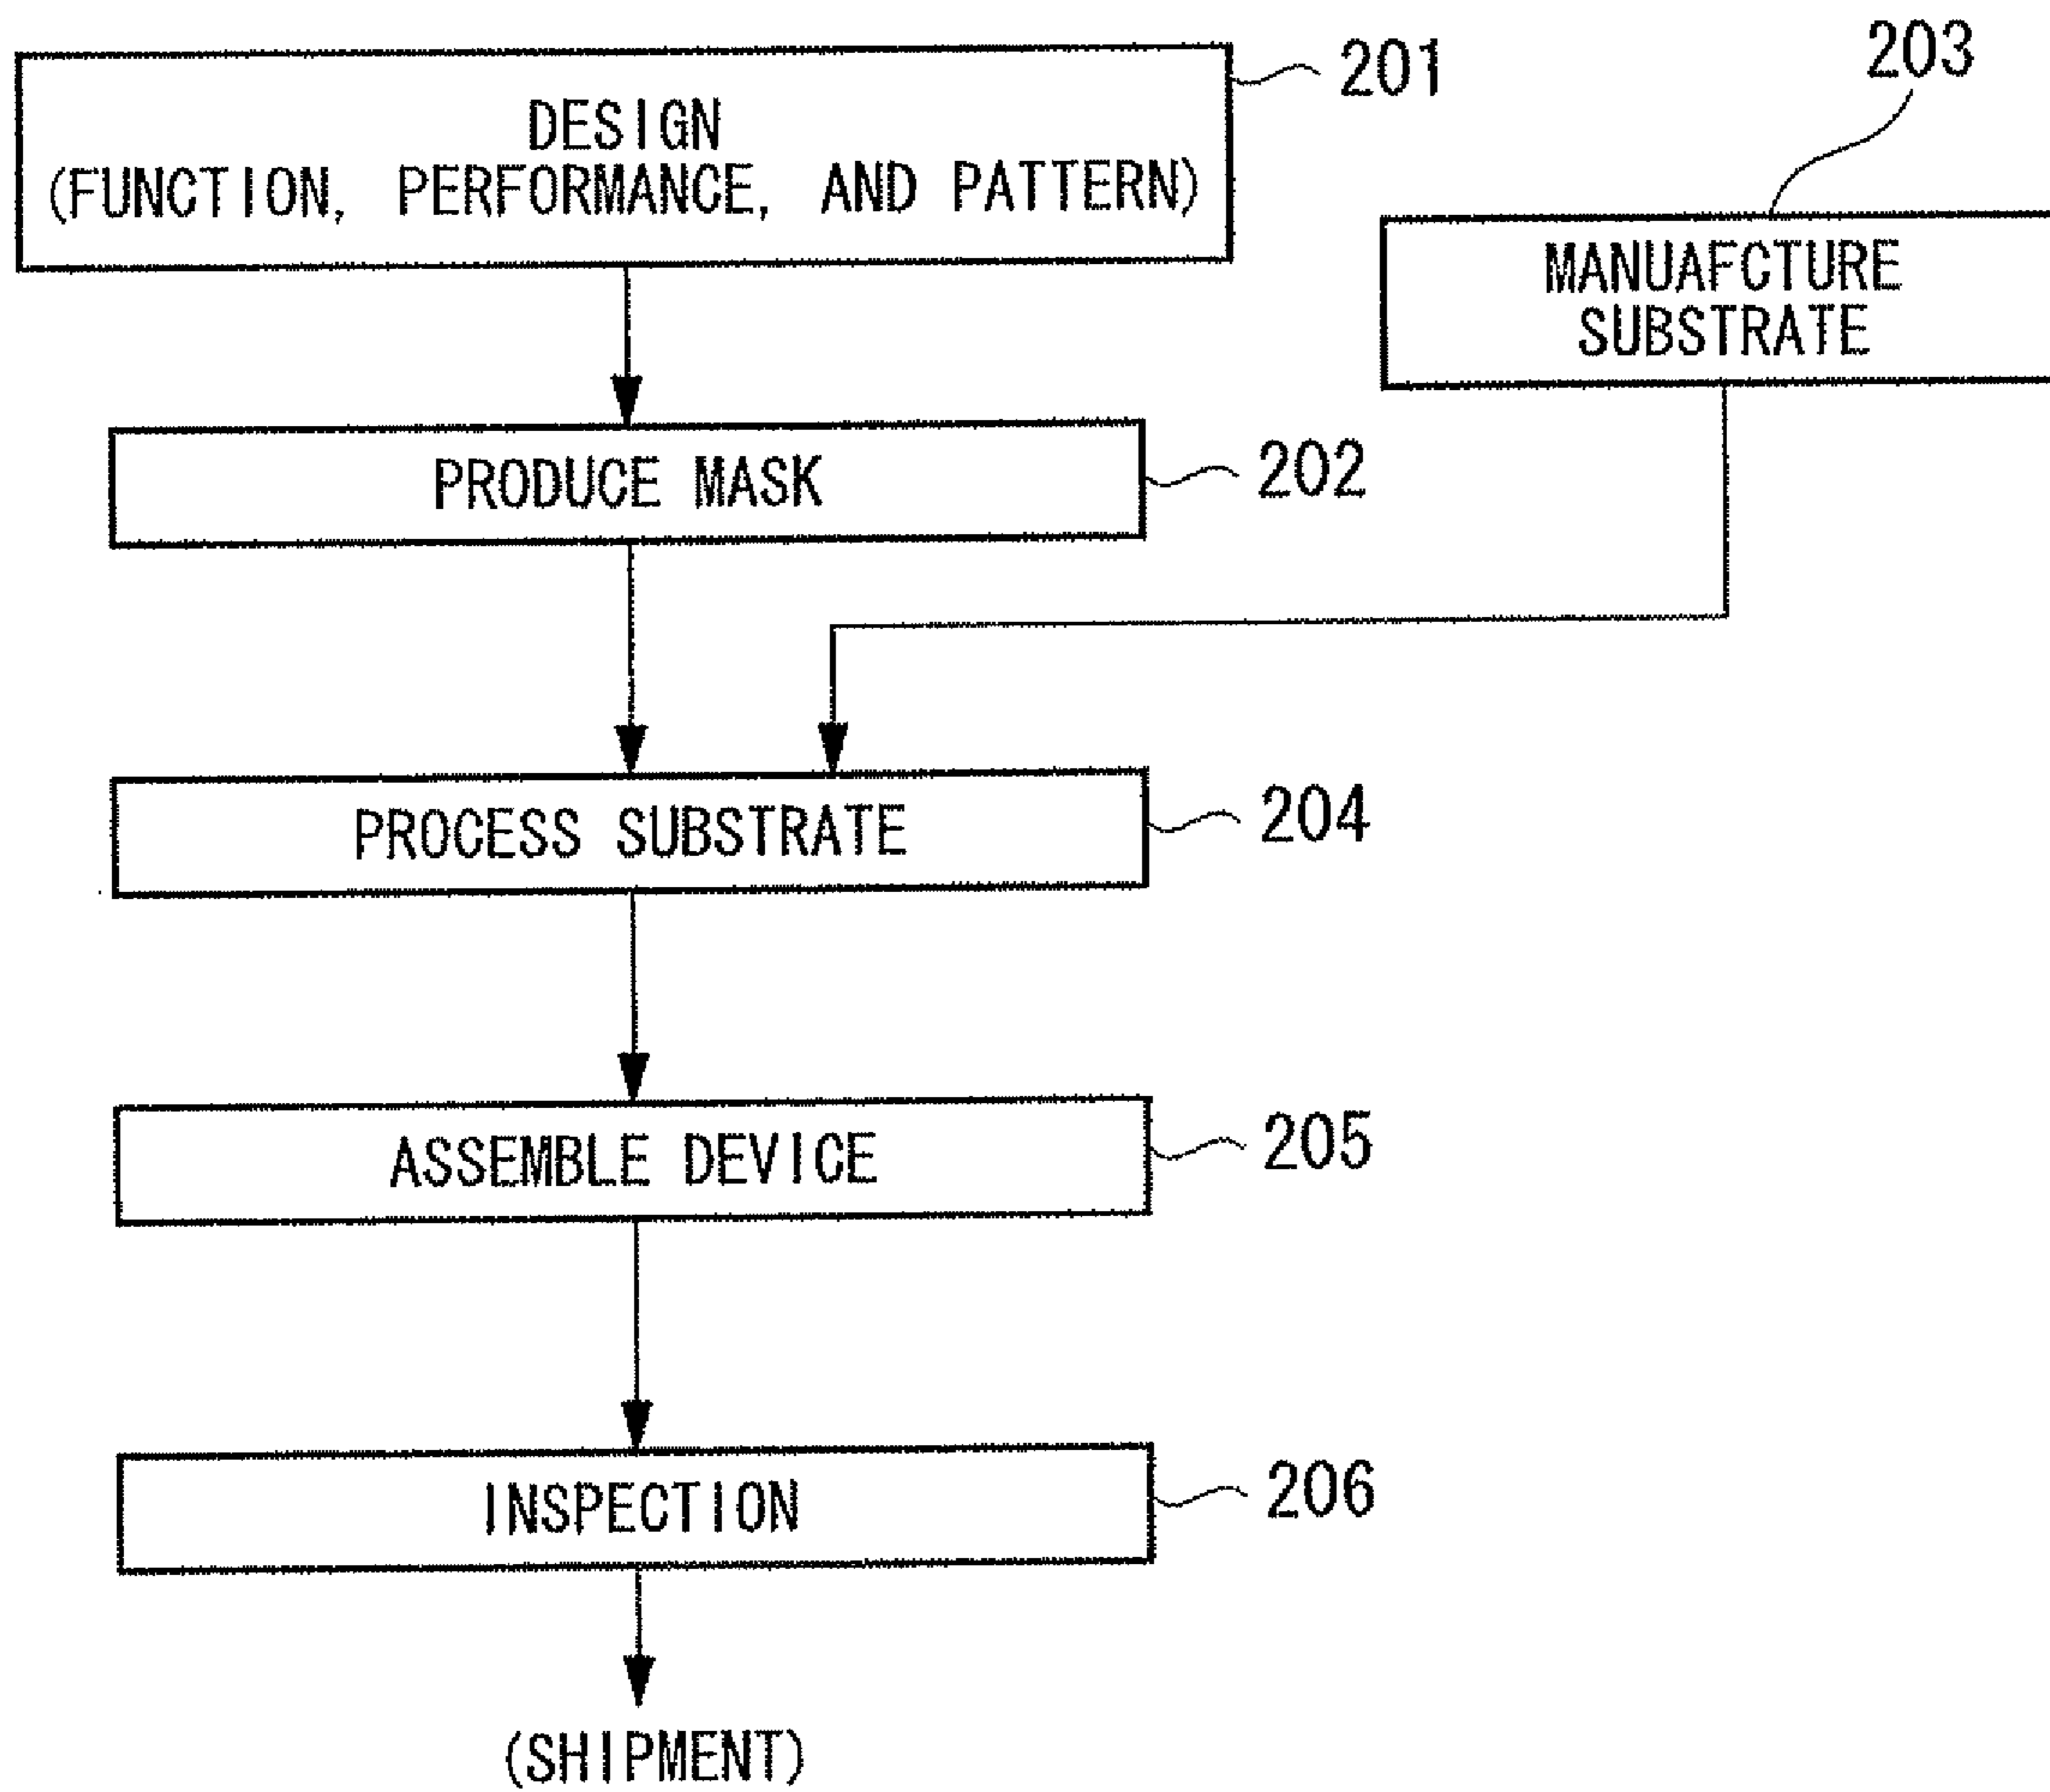 201
DESIGN
(FUNCTION, PERFORMANCE, AND PATTERN)
203
MANUAFCTURE
SUBSTRATE
PRODUCE MASK
202
PROCESS SUBSTRATE
204
ASSEMBLE DEVICE
205
INSPECTION
206
(SHIPMENT)